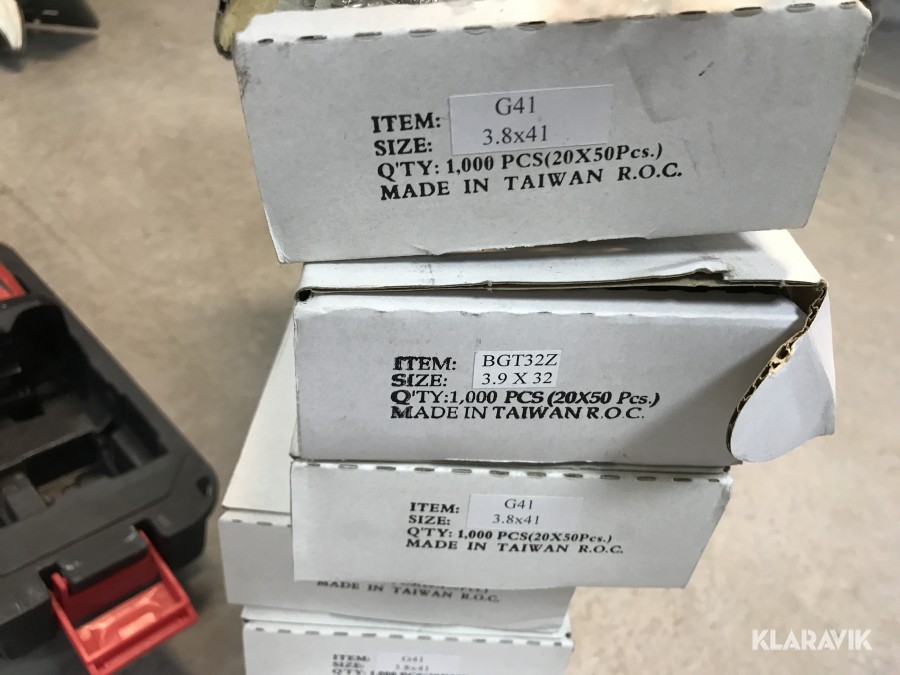 ITEM: G41
SIZE: 3.8x41
Q'TY: 1,000 PCS(20X50Pcs.)
MADE IN TAIWAN R.O.C.
ITEM: BGT32Z
SIZE: 3.9 X 32
Q'TY:1,000 PCS (20X50 Pcs.)
MADE IN TAIWAN R.O.C.
ITEM: G41
SIZE: 3.8x41
Q'TY: 1,000 PCS(20X50Pcs.)
MADE IN TAIWAN R.O.C.
MADE IN TAIWAN R.O.C.
ITEM: G41
SIZE: 3.8x41
KLARAVIK